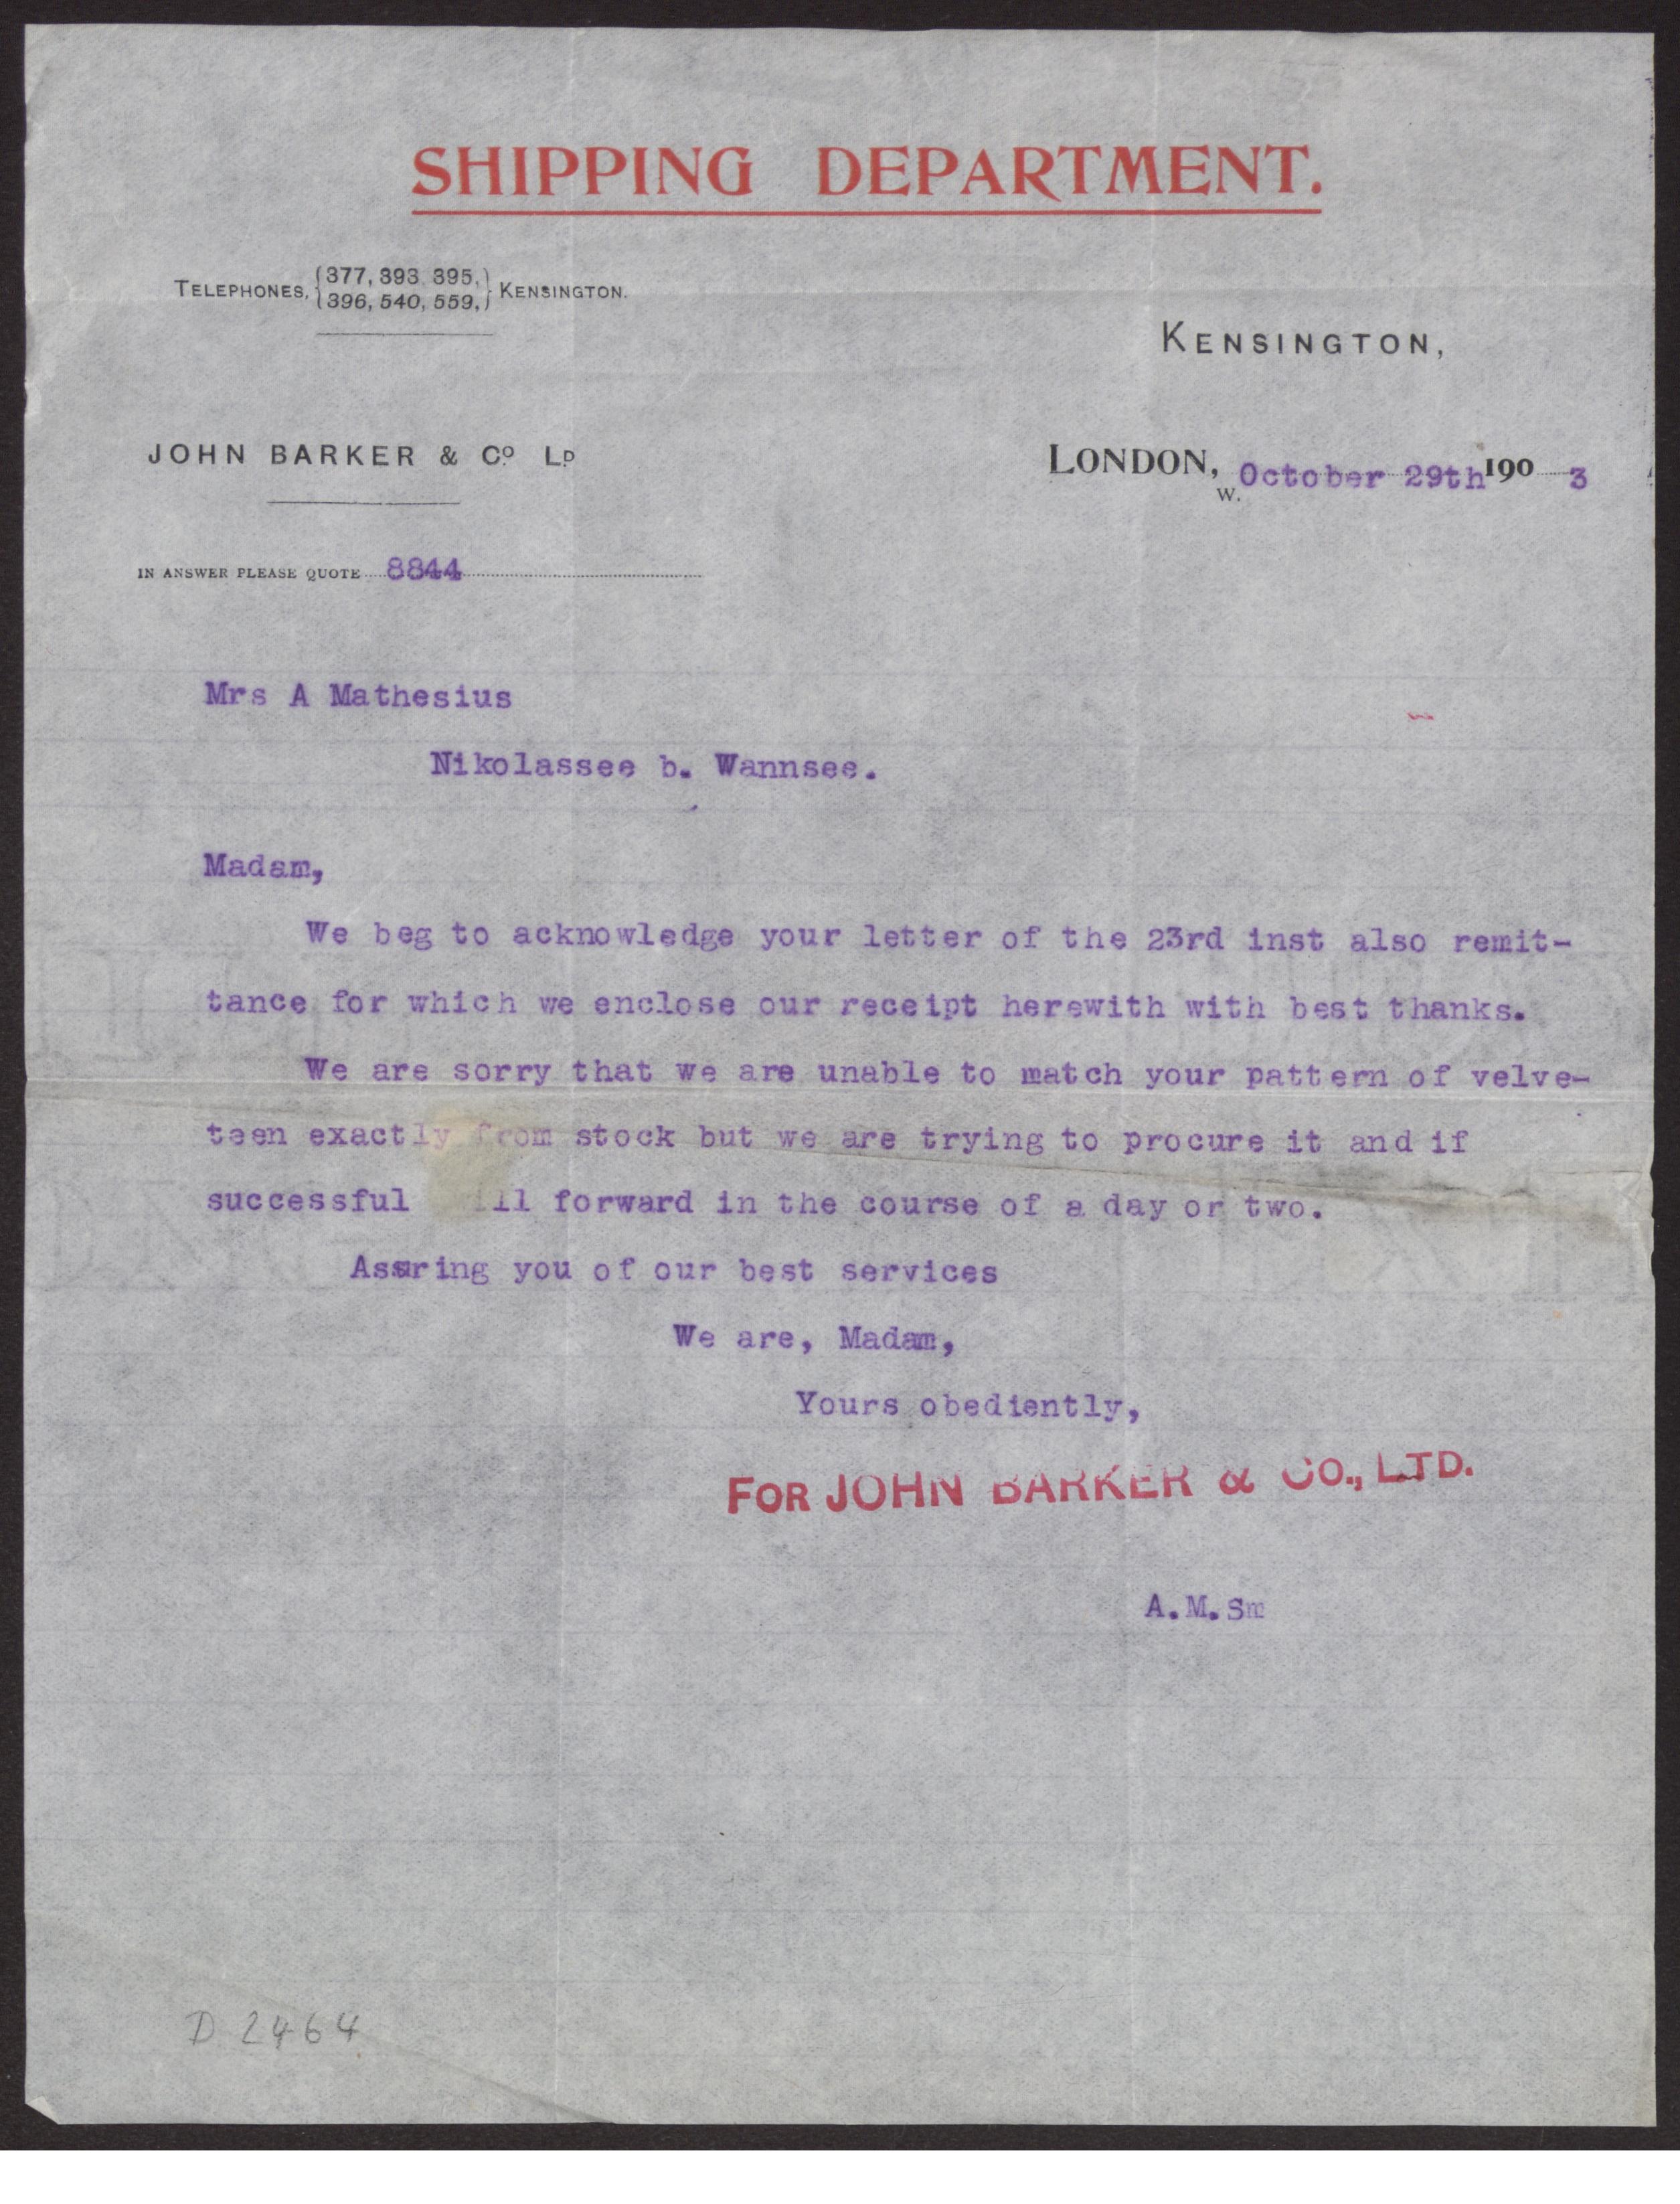 SHIPPING DEPARTMENT.
TELEPHONES, {377, 393, 395, 396, 540, 559,} KENSINGTON.
KENSINGTON,
JOHN BARKER & Co. LD.
LONDON, W. October 29th 1903
IN ANSWER PLEASE QUOTE 8844
Mrs A Mathesius
Nikolassee b. Wannsee.
Madam,
We beg to acknowledge your letter of the 23rd inst also remit-
tance for which we enclose our receipt herewith with best thanks.
We are sorry that we are unable to match your pattern of velve-
teen exactly from stock but we are trying to procure it and if
successful will forward in the course of a day or two.
Assuring you of our best services
We are, Madam,
Yours obediently,
FOR JOHN BARKER & CO., LTD.
A.M.Sm
D 2464